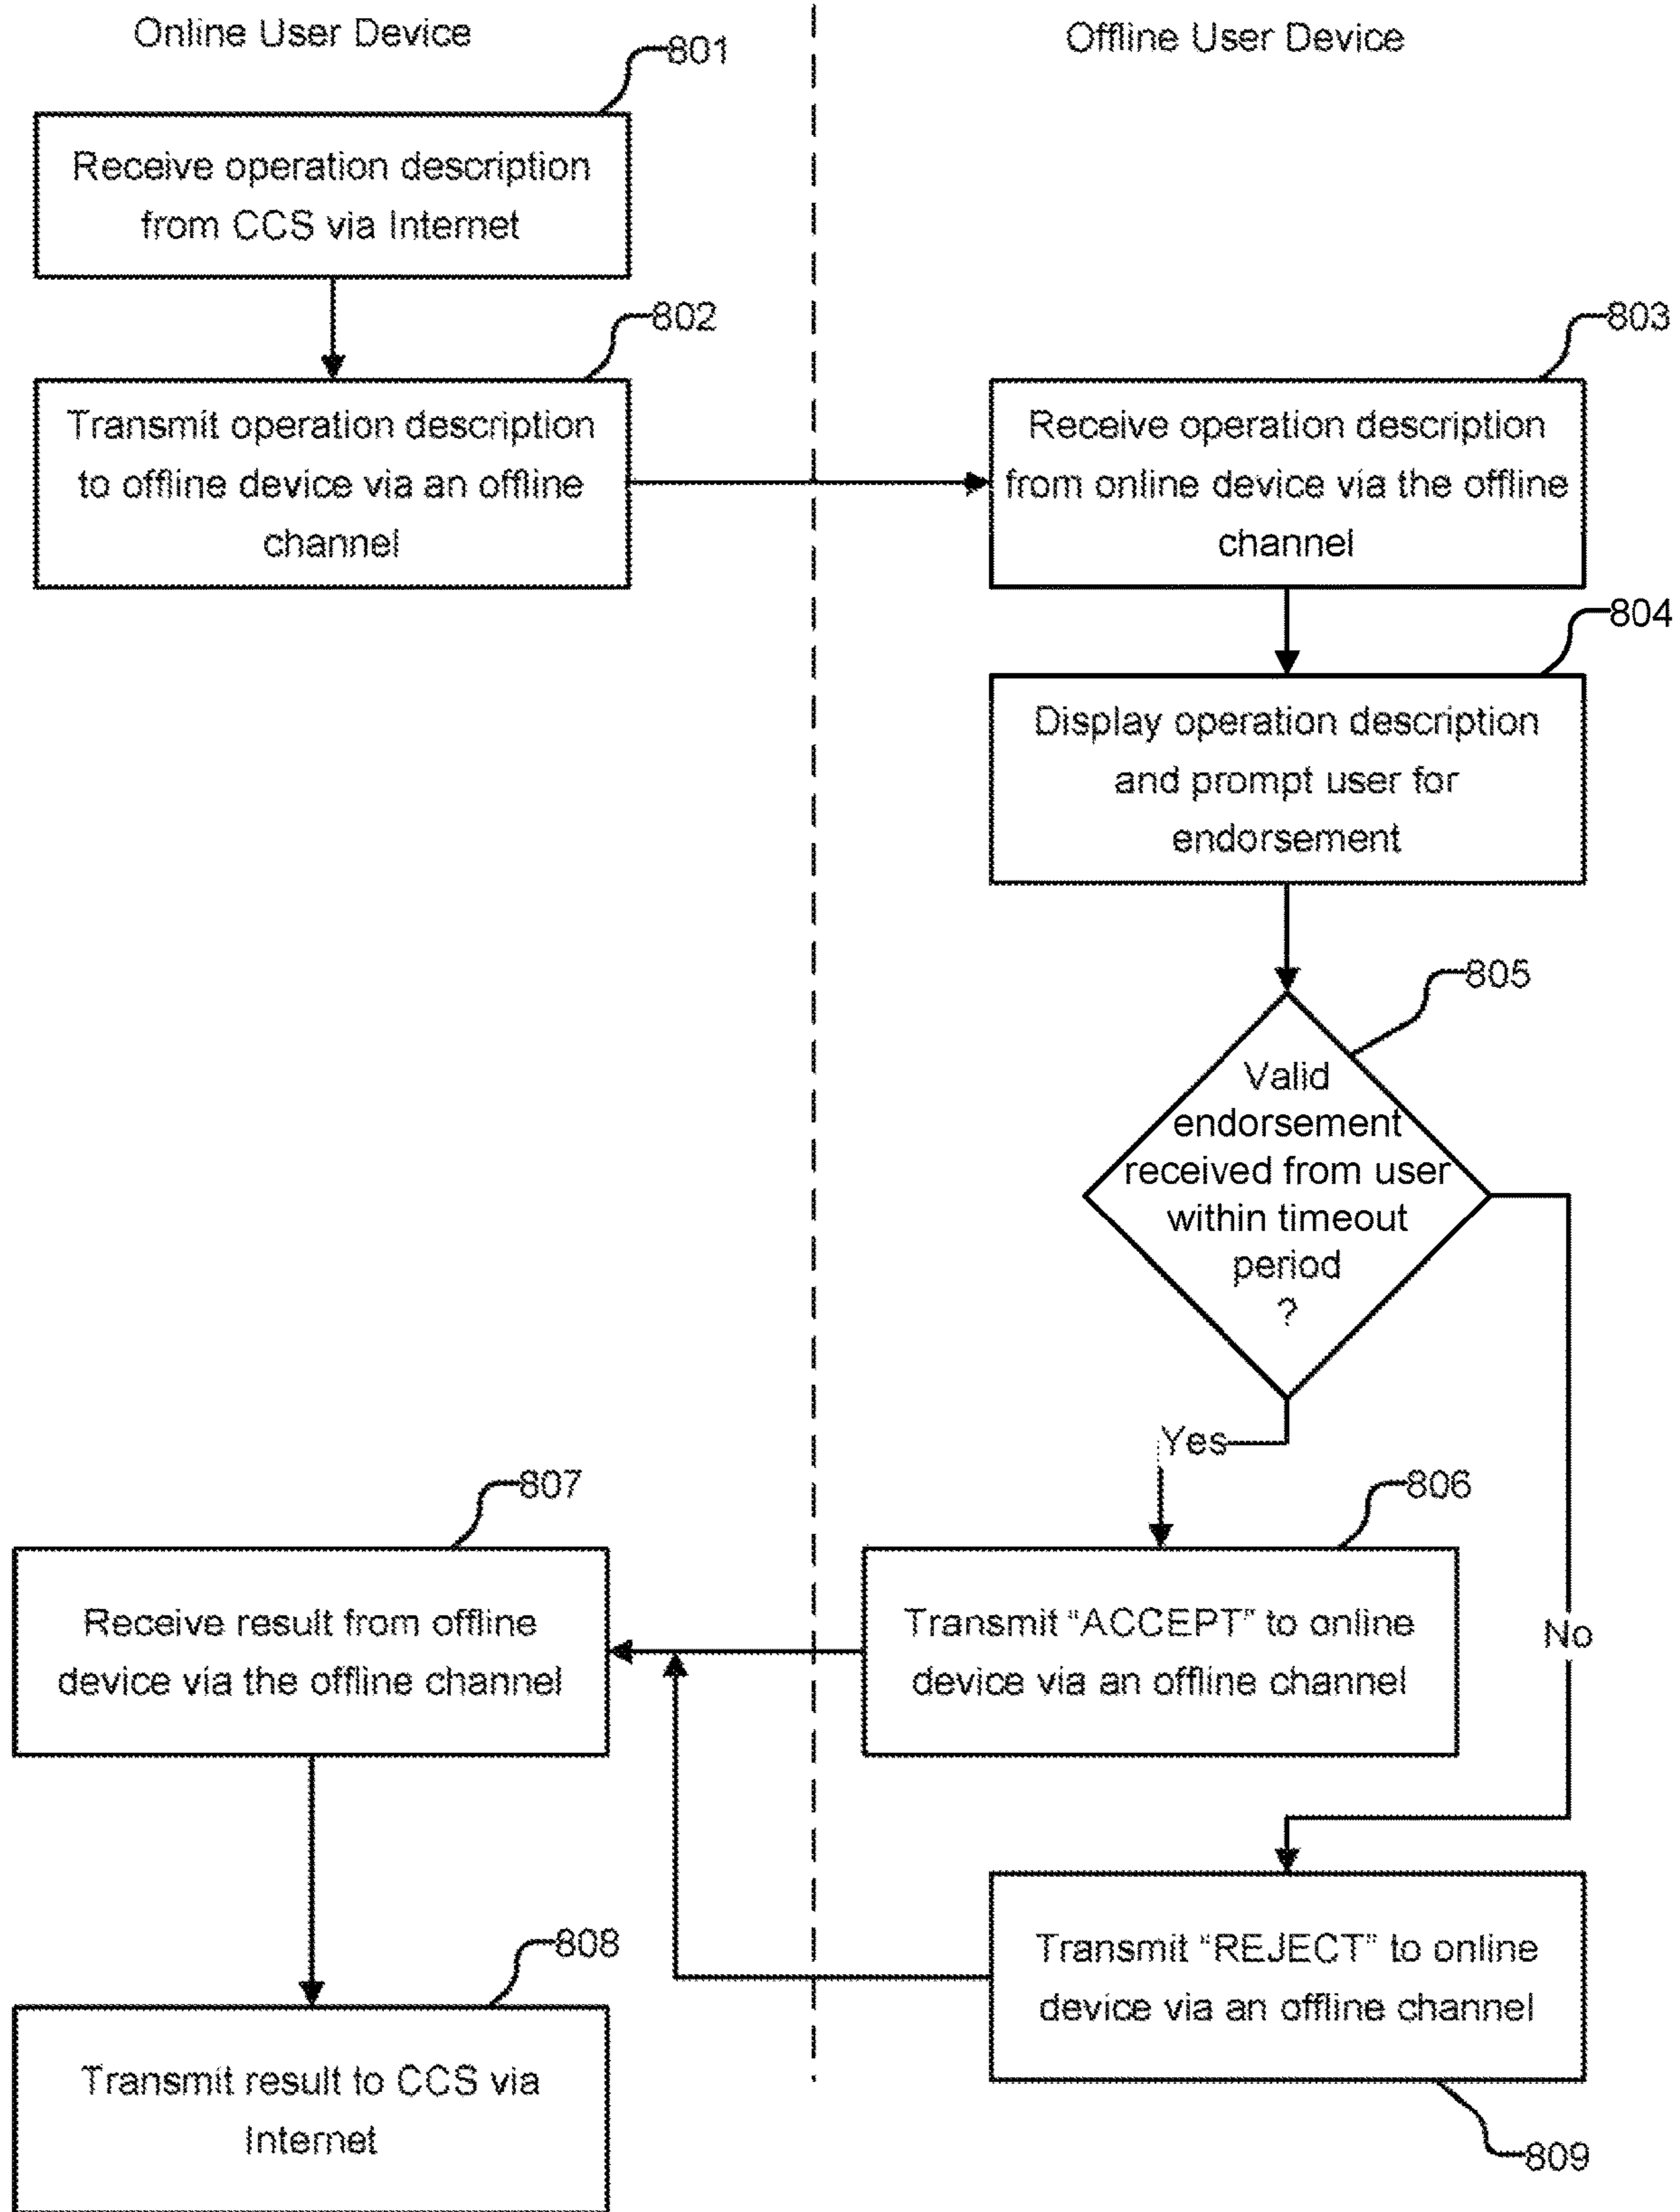 Online User Device
Offline User Device
801
Receive operation description
from CCS via Internet
802
Transmit operation description
to offline device via an offline
channel
803
Receive operation description
from online device via the offline
channel
804
Display operation description
and prompt user for
endorsement
805
Valid
endorsement
received from user
within timeout
period
?
Yes
No
806
Transmit “ACCEPT” to online
device via an offline channel
807
Receive result from offline
device via the offline channel
808
Transmit result to CCS via
Internet
Transmit “REJECT” to online
device via an offline channel
809